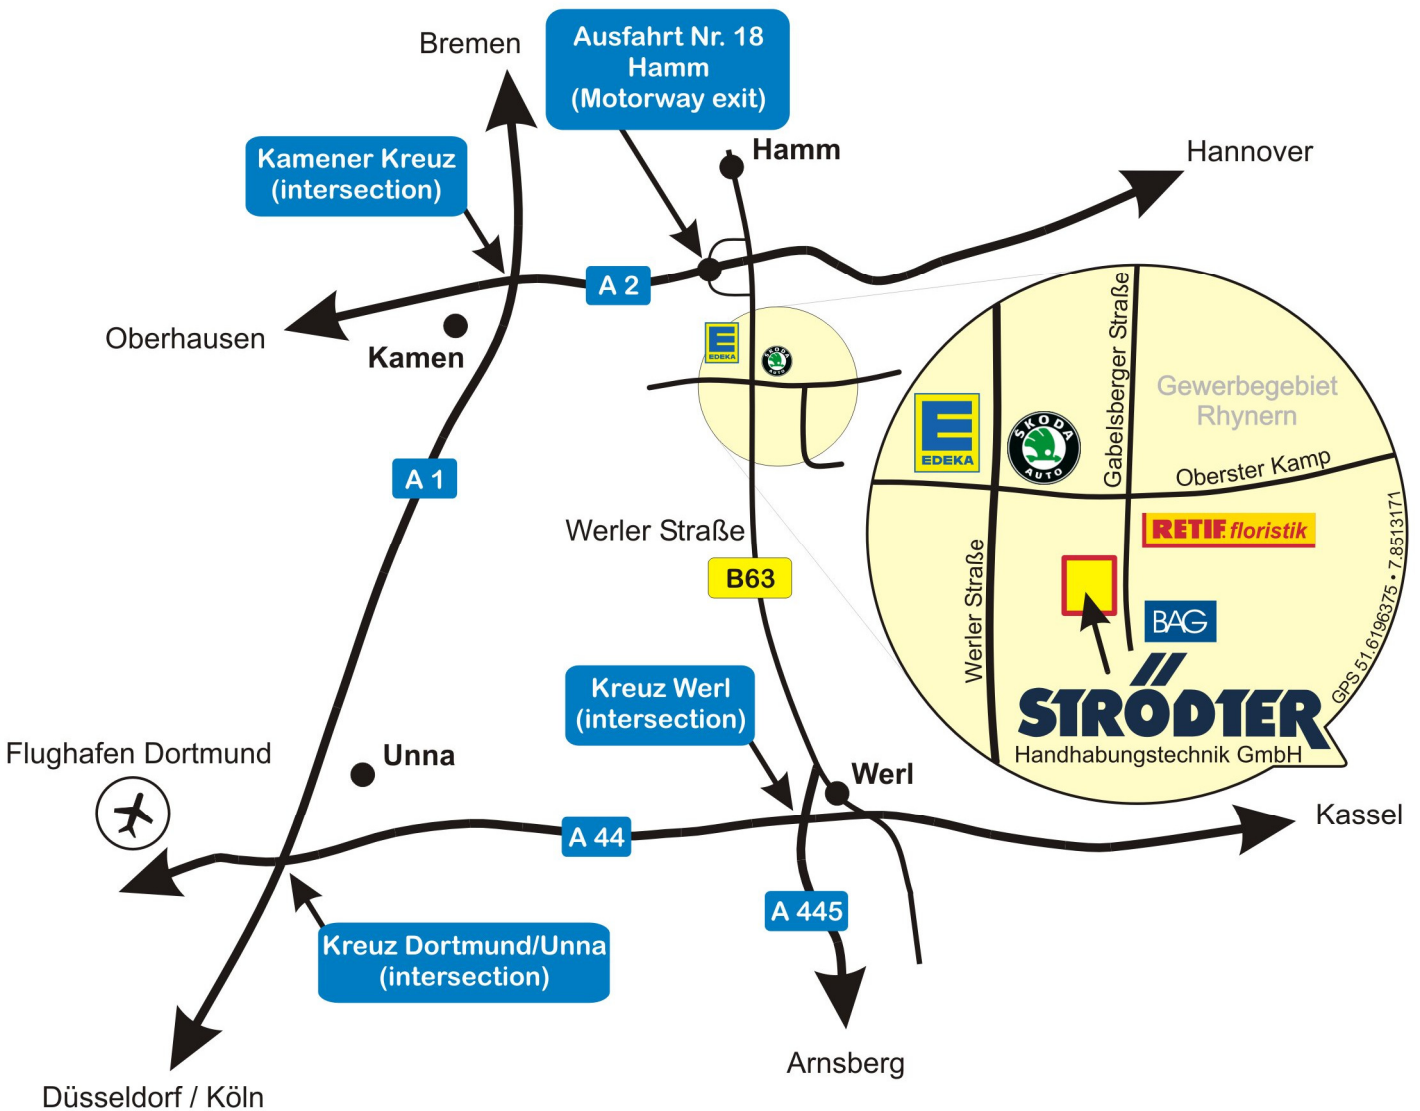 Bremen
Ausfahrt Nr. 18
Hamm
(Motorway exit)
Kamener Kreuz
(intersection)
Hamm
Hannover
A 2
Oberhausen
Kamen
EDEKA
ŠKODA
AUTO
A 1
Werler Straße
B63
Gabelsberger Straße
Gewerbegebiet
Rhynern
EDEKA
ŠKODA
AUTO
Oberster Kamp
RETIF floristik
Werler Straße
BAG
GPS 51.6196375 • 7.8513171
STRÖDTER
Handhabungstechnik GmbH
Kreuz Werl
(intersection)
Flughafen Dortmund
Unna
Werl
Kassel
A 44
A 445
Kreuz Dortmund/Unna
(intersection)
Arnsberg
Düsseldorf / Köln